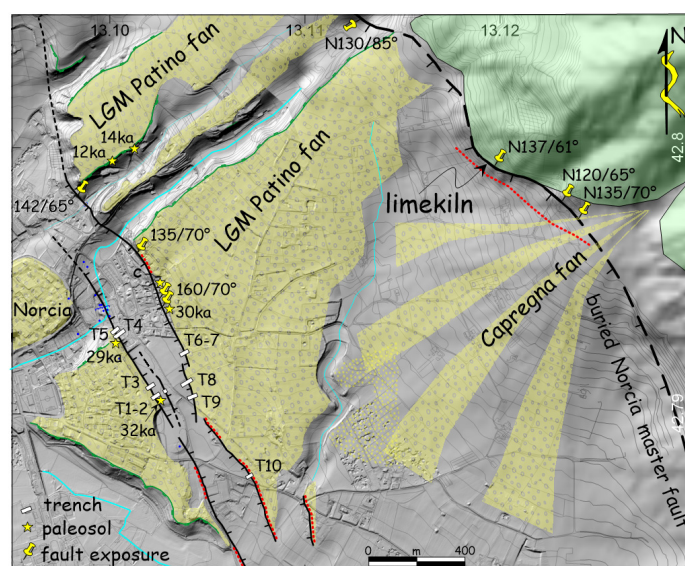 13.10
13.11
13.12
N
N130/85°
LGM Patino fan
14ka
12ka
N137/61°
42.8
N120/65°
N135/70°
142/65°
LGM Patino fan
limekiln
135/70°
c
160/70°
30ka
Norcia
Capregna fan
T5
T4
29ka
T6-7
buried Norcia master fault
T3
T8
42.79
T1-2
T9
32ka
T10
trench
paleosol
fault exposure
0 m 400